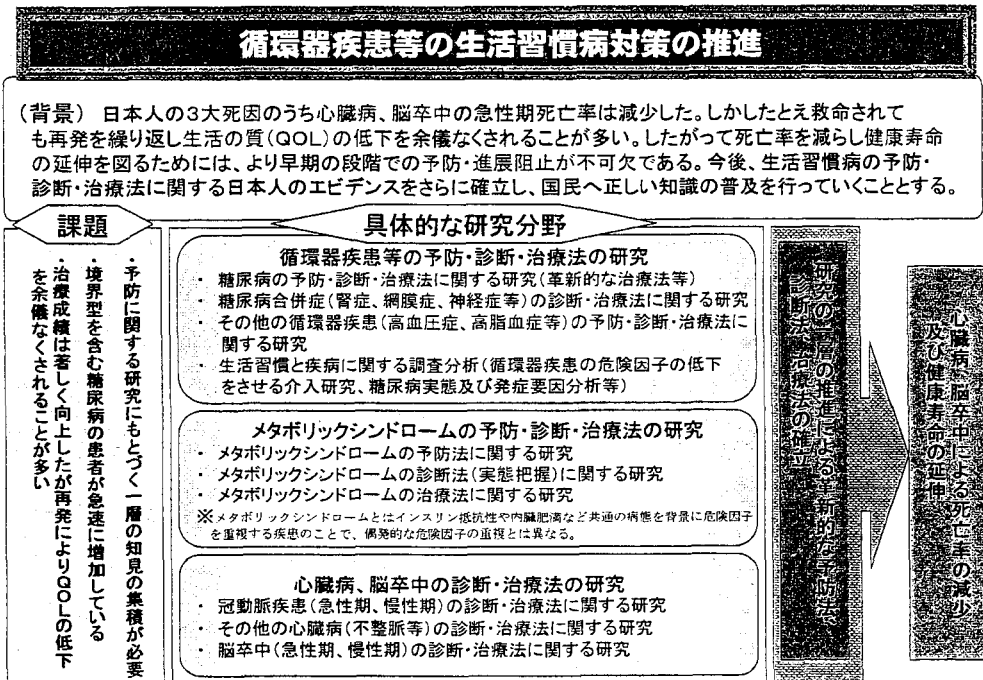 循環器疾患等の生活習慣病対策の推進
(背景) 日本人の3大死因のうち心臓病、脳卒中の急性期死亡率は減少した。しかしたとえ救命されて
も再発を繰り返し生活の質(QOL)の低下を余儀なくされることが多い。したがって死亡率を減らし健康寿命
の延伸を図るためには、より早期の段階での予防・進展阻止が不可欠である。今後、生活習慣病の予防・
診断・治療法に関する日本人のエビデンスをさらに確立し、国民へ正しい知識の普及を行っていくこととする。
課題
・予防に関する研究にもとづく一層の知見の集積が必要
・境界型を含む糖尿病の患者が急速に増加している
・治療成績は著しく向上したが再発によりQOLの低下
を余儀なくされることが多い
具体的な研究分野
循環器疾患等の予防・診断・治療法の研究
・ 糖尿病の予防・診断・治療法に関する研究(革新的な治療法等)
・ 糖尿病合併症(腎症、網膜症、神経症等)の診断・治療法に関する研究
・ その他の循環器疾患(高血圧症、高脂血症等)の予防・診断・治療法に
関する研究
・ 生活習慣と疾病に関する調査分析(循環器疾患の危険因子の低下
をさせる介入研究、糖尿病実態及び発症要因分析等)
メタボリックシンドロームの予防・診断・治療法の研究
・ メタボリックシンドロームの予防法に関する研究
・ メタボリックシンドロームの診断法(実態把握)に関する研究
・ メタボリックシンドロームの治療に関する研究
※メタボリックシンドロームとはインスリン抵抗性や内臓肥満など共通の病態を背景に危険因子
を重複する疾患のことで、偶発的な危険因子の重複とは異なる。
心臓病、脳卒中の診断・治療法の研究
・ 冠動脈疾患(急性期、慢性期)の診断・治療法に関する研究
・ その他の心臓病(不整脈等)の診断・治療法に関する研究
・ 脳卒中(急性期、慢性期)の診断・治療法に関する研究
研究の一層の推進による革新的な予防法、
診断法、治療法の確立
心臓病、脳卒中による死亡率の減少
及び健康寿命の延伸